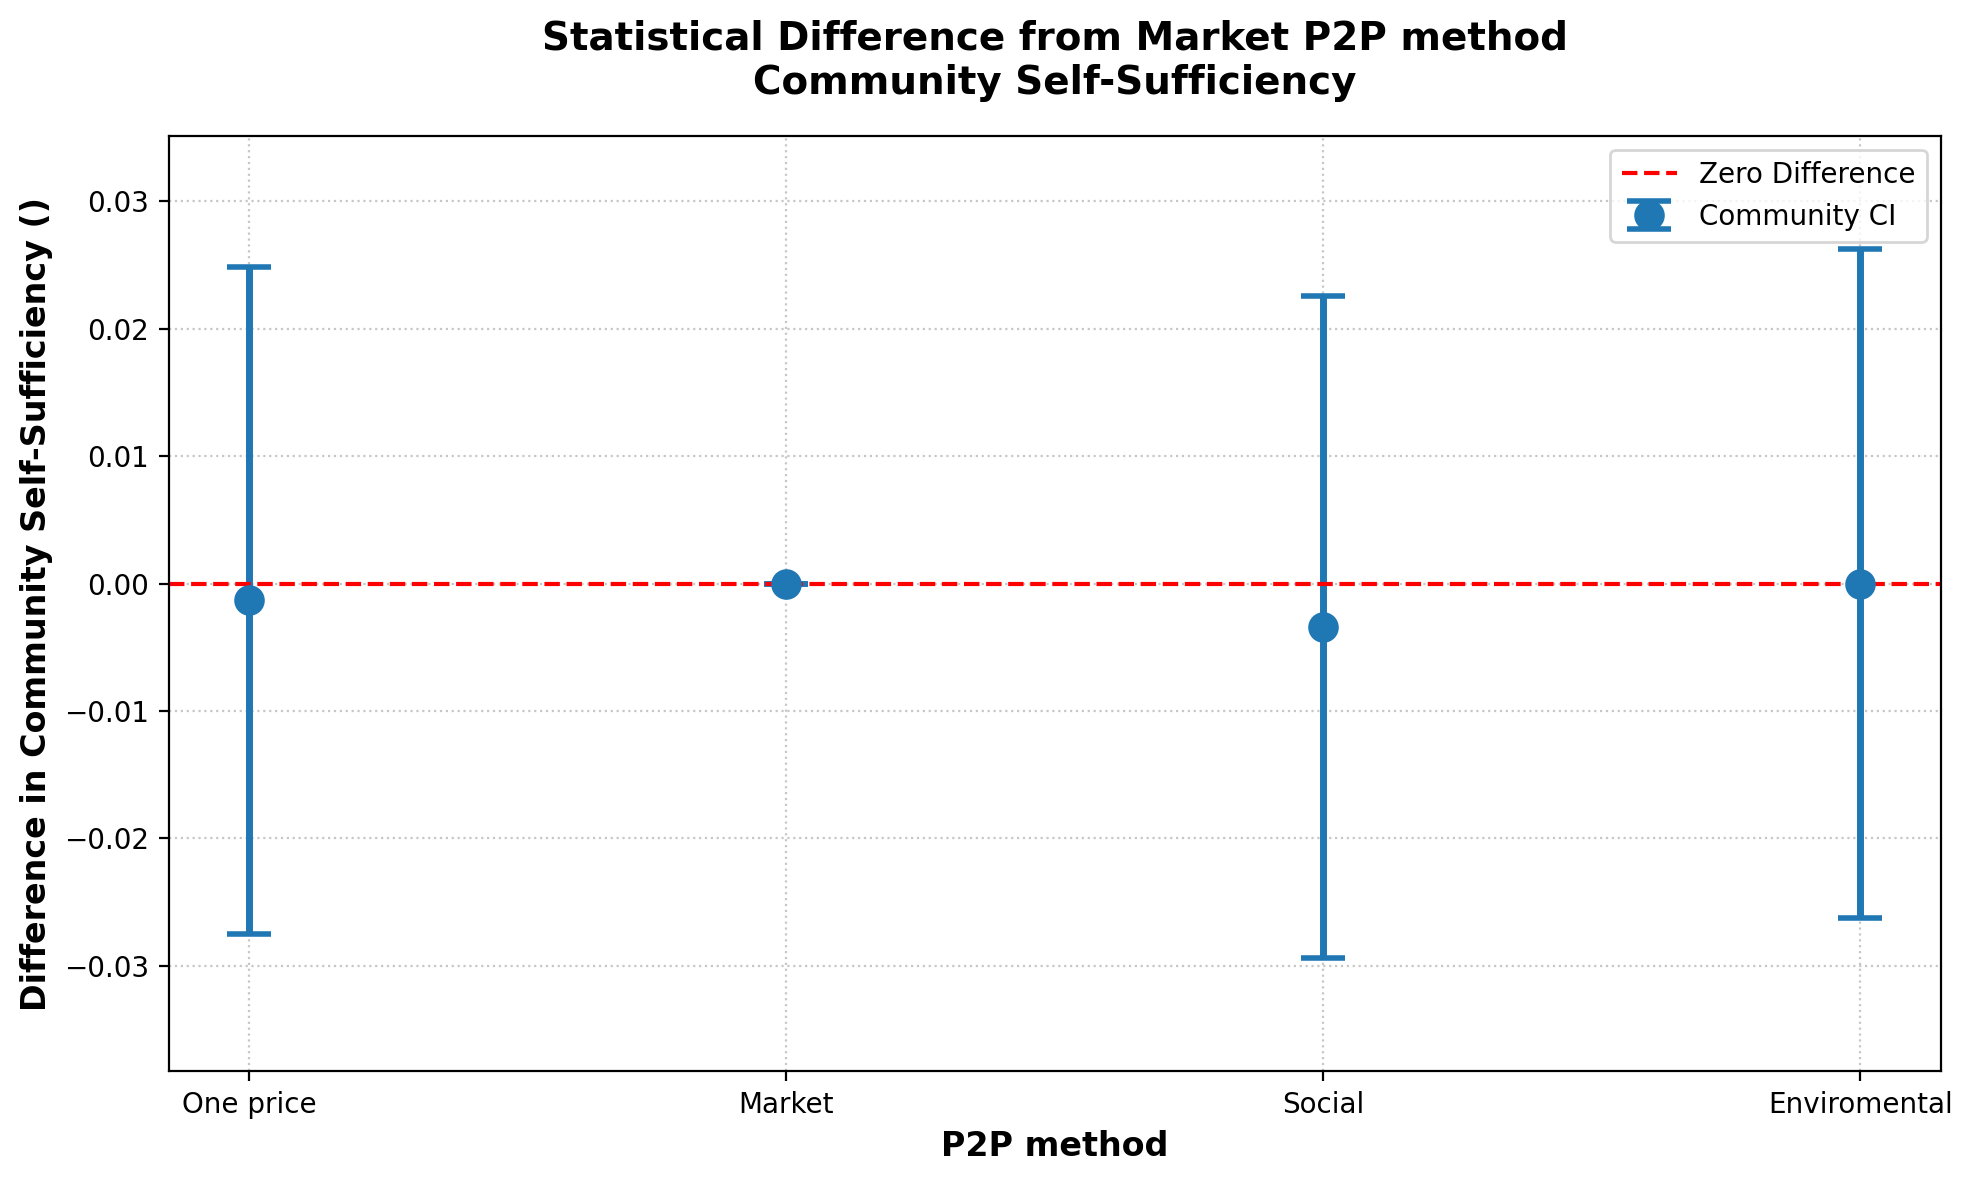 Statistical Difference from Market P2P method
Community Self-Sufficiency
Zero Difference
Community CI
Difference in Community Self-Sufficiency ()
0.03
0.02
0.01
0.00
−0.01
−0.02
−0.03
One price
Market
Social
Enviromental
P2P method